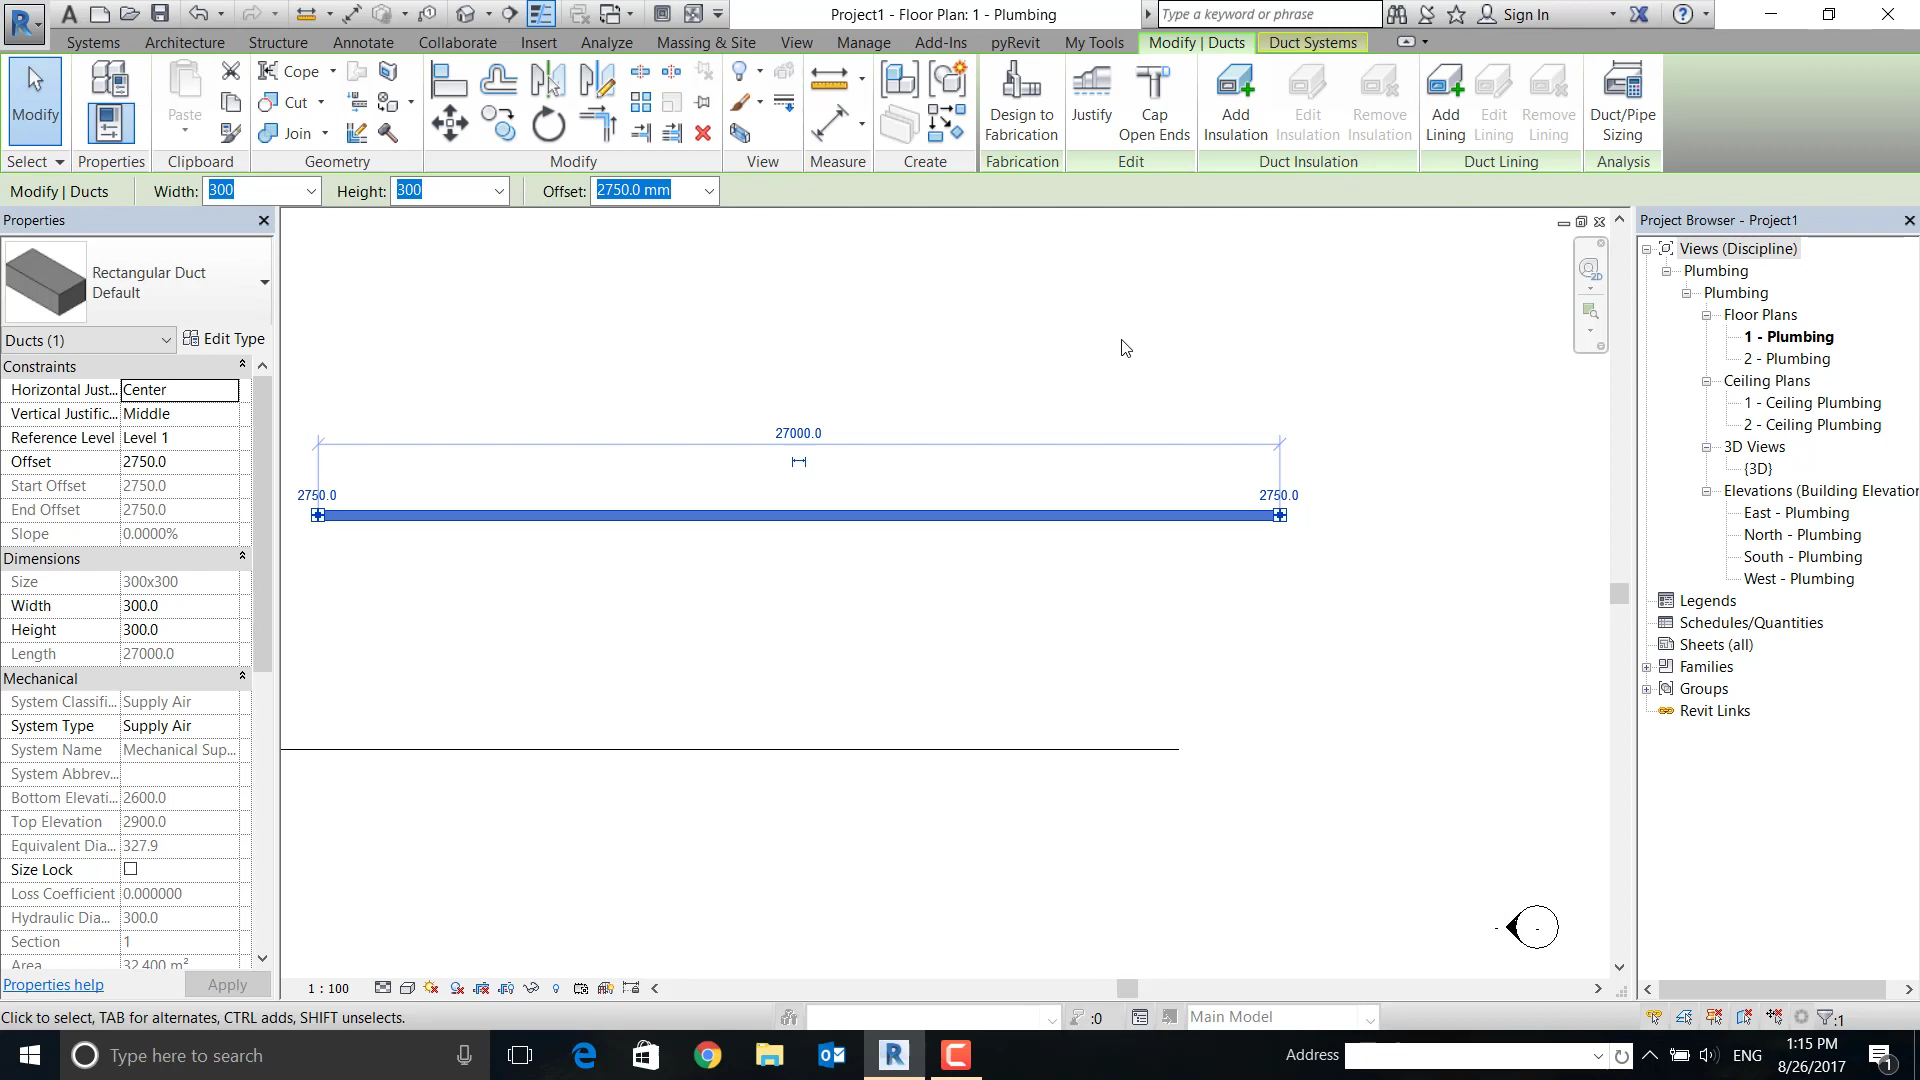 Project1 - Floor Plan: 1 - Plumbing
Type a keyword or phrase
Sign In
Systems Architecture Structure Annotate Collaborate Insert Analyze Massing & Site View Manage Add-Ins pyRevit My Tools Modify | Ducts Duct Systems
Modify
Paste
Cope
Cut
Join
Design to Fabrication
Justify
Cap Open Ends
Add Insulation
Edit Insulation
Remove Insulation
Add Lining
Edit Lining
Remove Lining
Duct/Pipe Sizing
Select Properties Clipboard Geometry Modify View Measure Create Fabrication Edit Duct Insulation Duct Lining Analysis
Modify | Ducts Width: 300 Height: 300 Offset: 2750.0 mm
Properties
Rectangular Duct
Default
Ducts (1) Edit Type
Constraints
Horizontal Just... Center
Vertical Justific... Middle
Reference Level Level 1
Offset 2750.0
Start Offset 2750.0
End Offset 2750.0
Slope 0.0000%
Dimensions
Size 300x300
Width 300.0
Height 300.0
Length 27000.0
Mechanical
System Classifi... Supply Air
System Type Supply Air
System Name Mechanical Sup...
System Abbrev...
Bottom Elevati... 2600.0
Top Elevation 2900.0
Equivalent Dia... 327.9
Size Lock
Loss Coefficient 0.000000
Hydraulic Dia... 300.0
Section 1
Area 32.400 m²
Properties help Apply
27000.0
2750.0 2750.0
2D
1 : 100
Project Browser - Project1
Views (Discipline)
Plumbing
Plumbing
Floor Plans
1 - Plumbing
2 - Plumbing
Ceiling Plans
1 - Ceiling Plumbing
2 - Ceiling Plumbing
3D Views
{3D}
Elevations (Building Elevation
East - Plumbing
North - Plumbing
South - Plumbing
West - Plumbing
Legends
Schedules/Quantities
Sheets (all)
Families
Groups
Revit Links
Click to select, TAB for alternates, CTRL adds, SHIFT unselects.
:0
Main Model
:1
Type here to search
Address
ENG
1:15 PM
8/26/2017
1